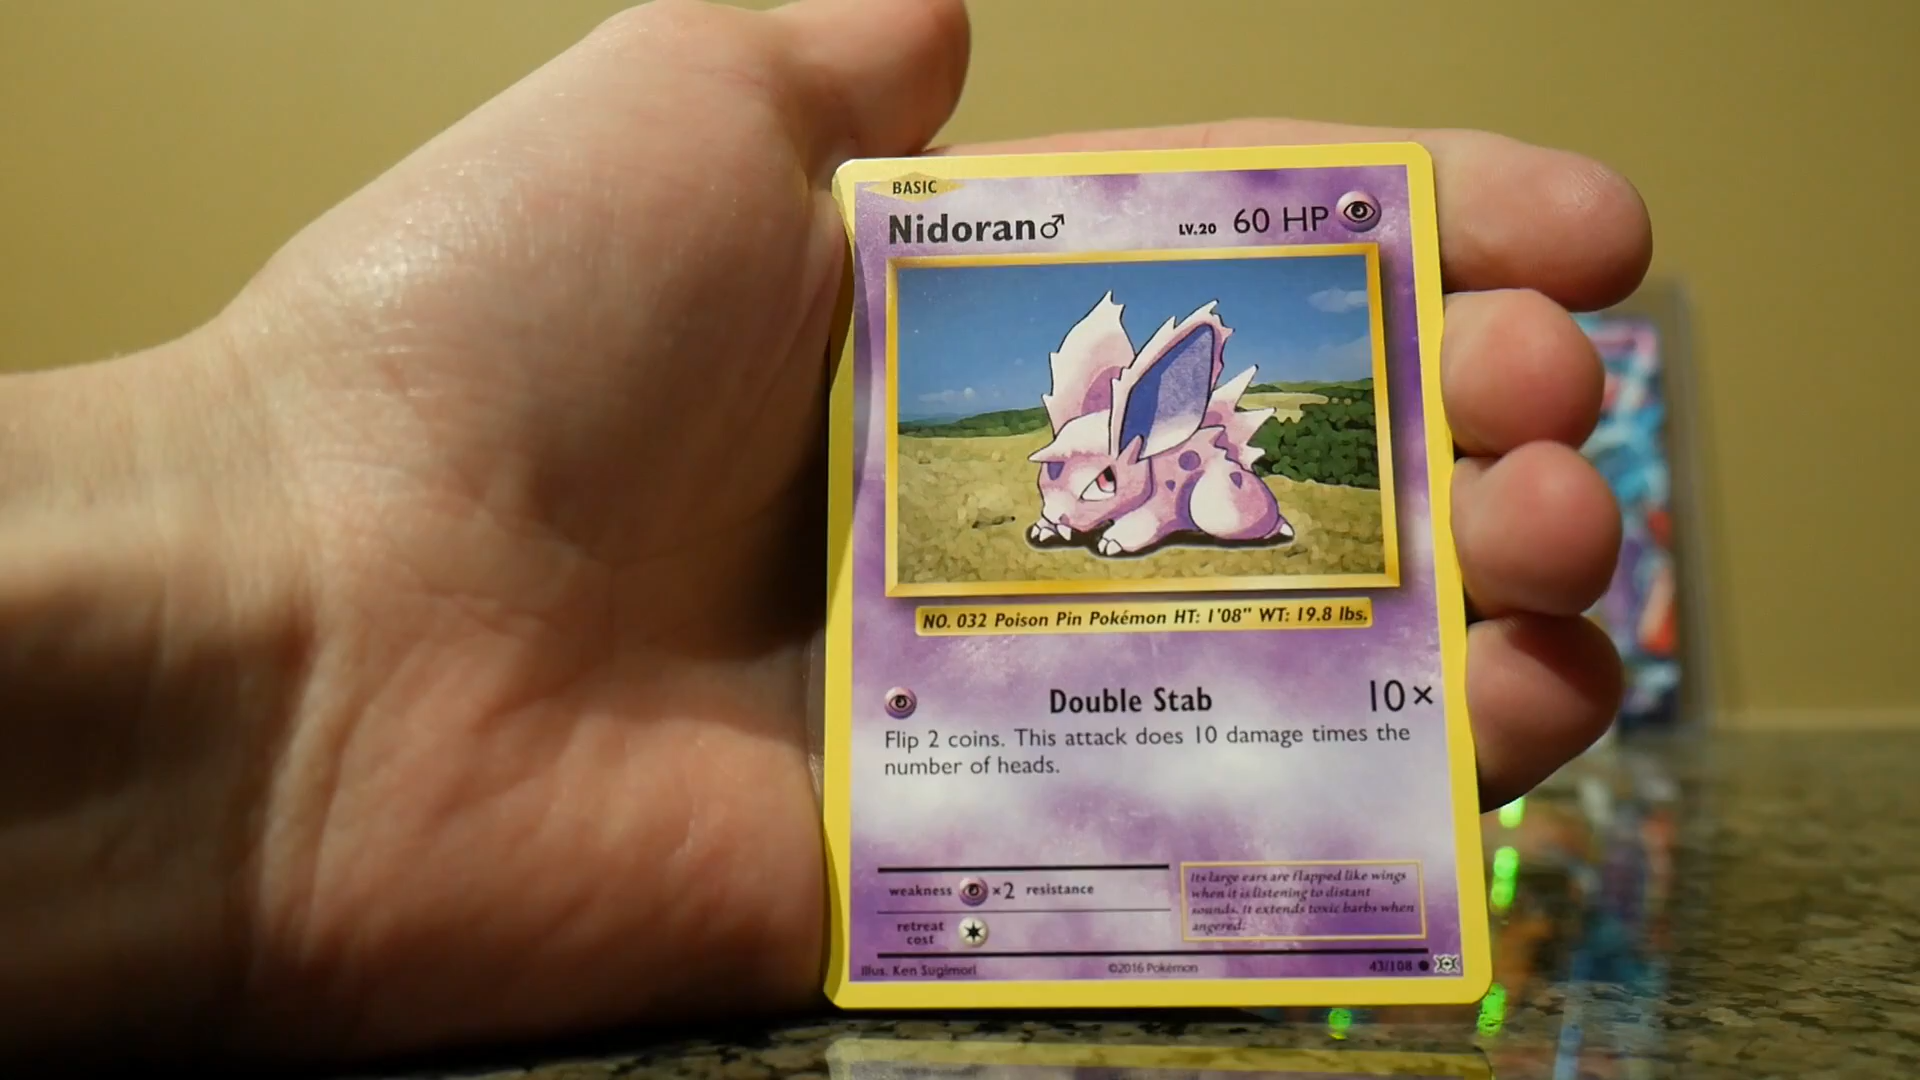 BASIC
Nidoran♂ LV.20 60 HP
NO. 032 Poison Pin Pokémon HT: 1'08" WT: 19.8 lbs.
Double Stab 10×
Flip 2 coins. This attack does 10 damage times the
number of heads.
weakness ×2 resistance
retreat
cost
Its large ears are flapped like wings
when it is listening to distant
sounds. It extends toxic barbs when
angered.
Illus. Ken Sugimori ©2016 Pokémon 43/108